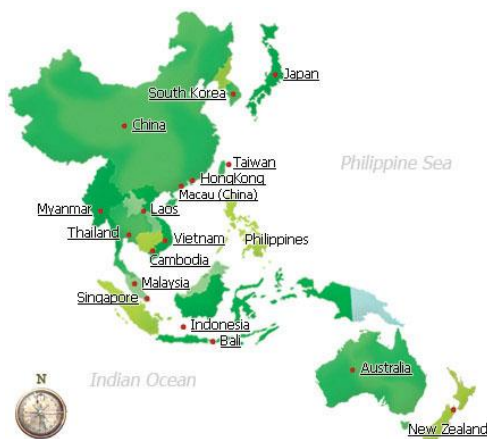 Japan
South Korea
China
Taiwan
Philippine Sea
HongKong
Macau (China)
Myanmar
Laos
Thailand
Vietnam
Philippines
Cambodia
Malaysia
Singapore
Indonesia
Bali
Australia
Indian Ocean
N
New Zealand